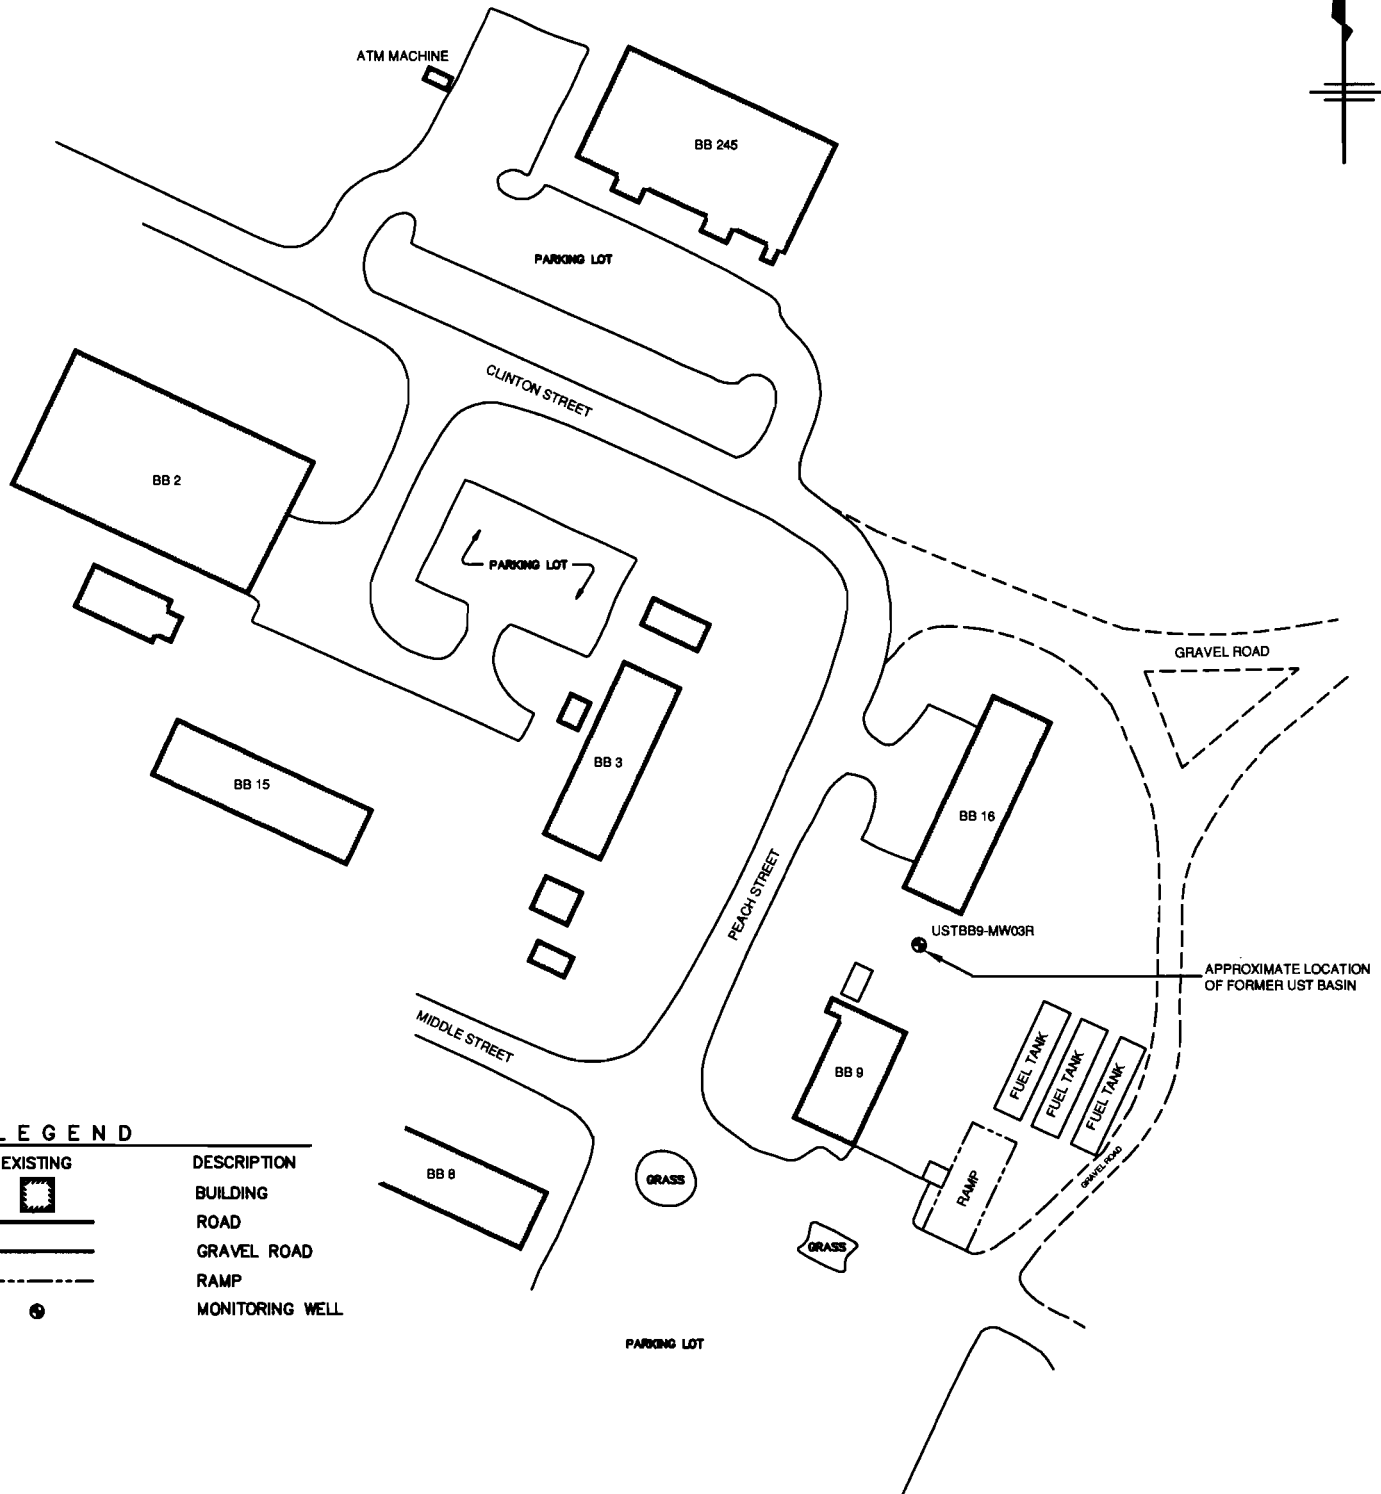 ATM MACHINE
BB 245
PARKING LOT
CLINTON STREET
BB 2
PARKING LOT
GRAVEL ROAD
BB 3
BB 15
BB 16
PEACH STREET
USTBB9-MW03R
APPROXIMATE LOCATION
OF FORMER UST BASIN
MIDDLE STREET
FUEL TANK
FUEL TANK
FUEL TANK
BB 9
GRAVEL ROAD
RAMP
BB 8
GRASS
GRASS
PARKING LOT
LEGEND
EXISTING DESCRIPTION
BUILDING
ROAD
GRAVEL ROAD
RAMP
MONITORING WELL